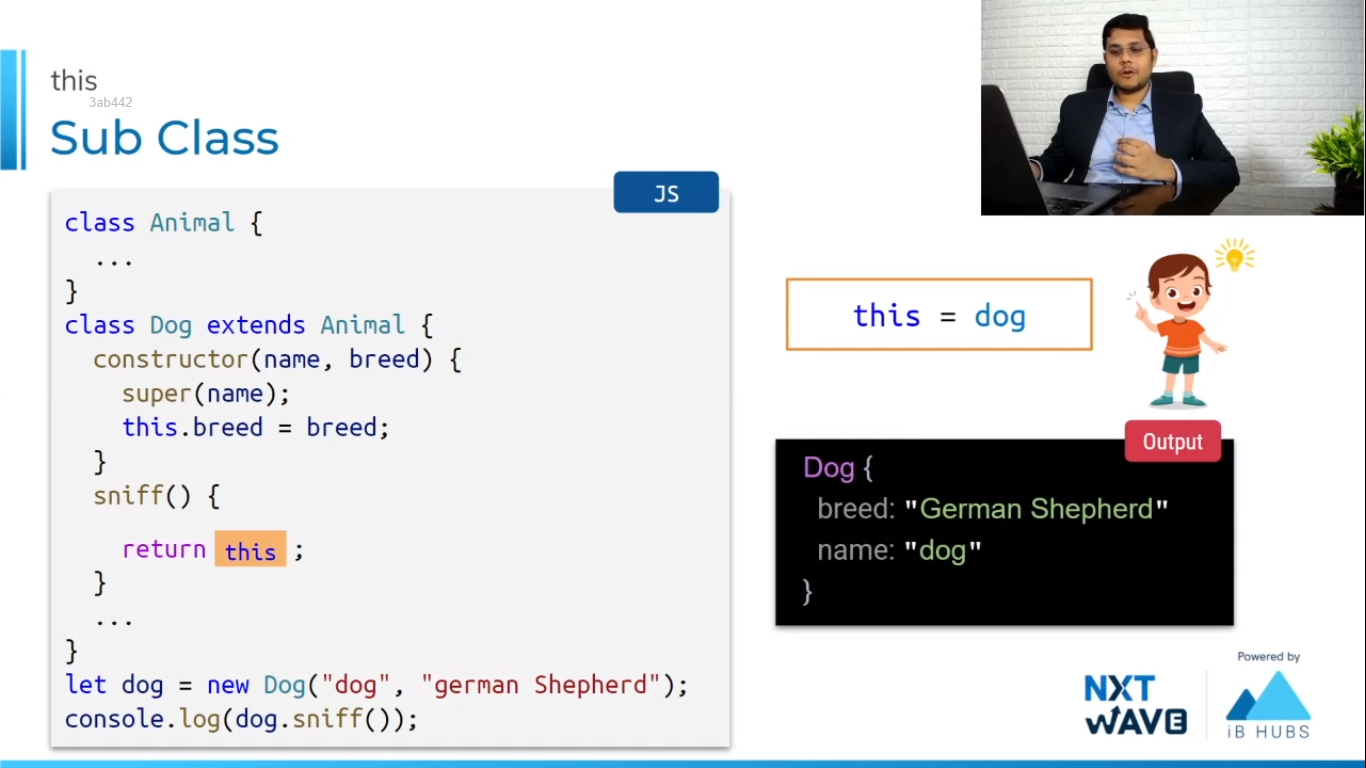 this
3ab442
Sub Class
JS
class Animal {
...
}
class Dog extends Animal {
constructor(name, breed) {
super(name);
this.breed = breed;
}
sniff() {
return this ;
}
...
}
let dog = new Dog("dog", "german Shepherd");
console.log(dog.sniff());
this = dog
Output
Dog {
breed: "German Shepherd"
name: "dog"
}
Powered by
NXT
WAVE
iB HUBS